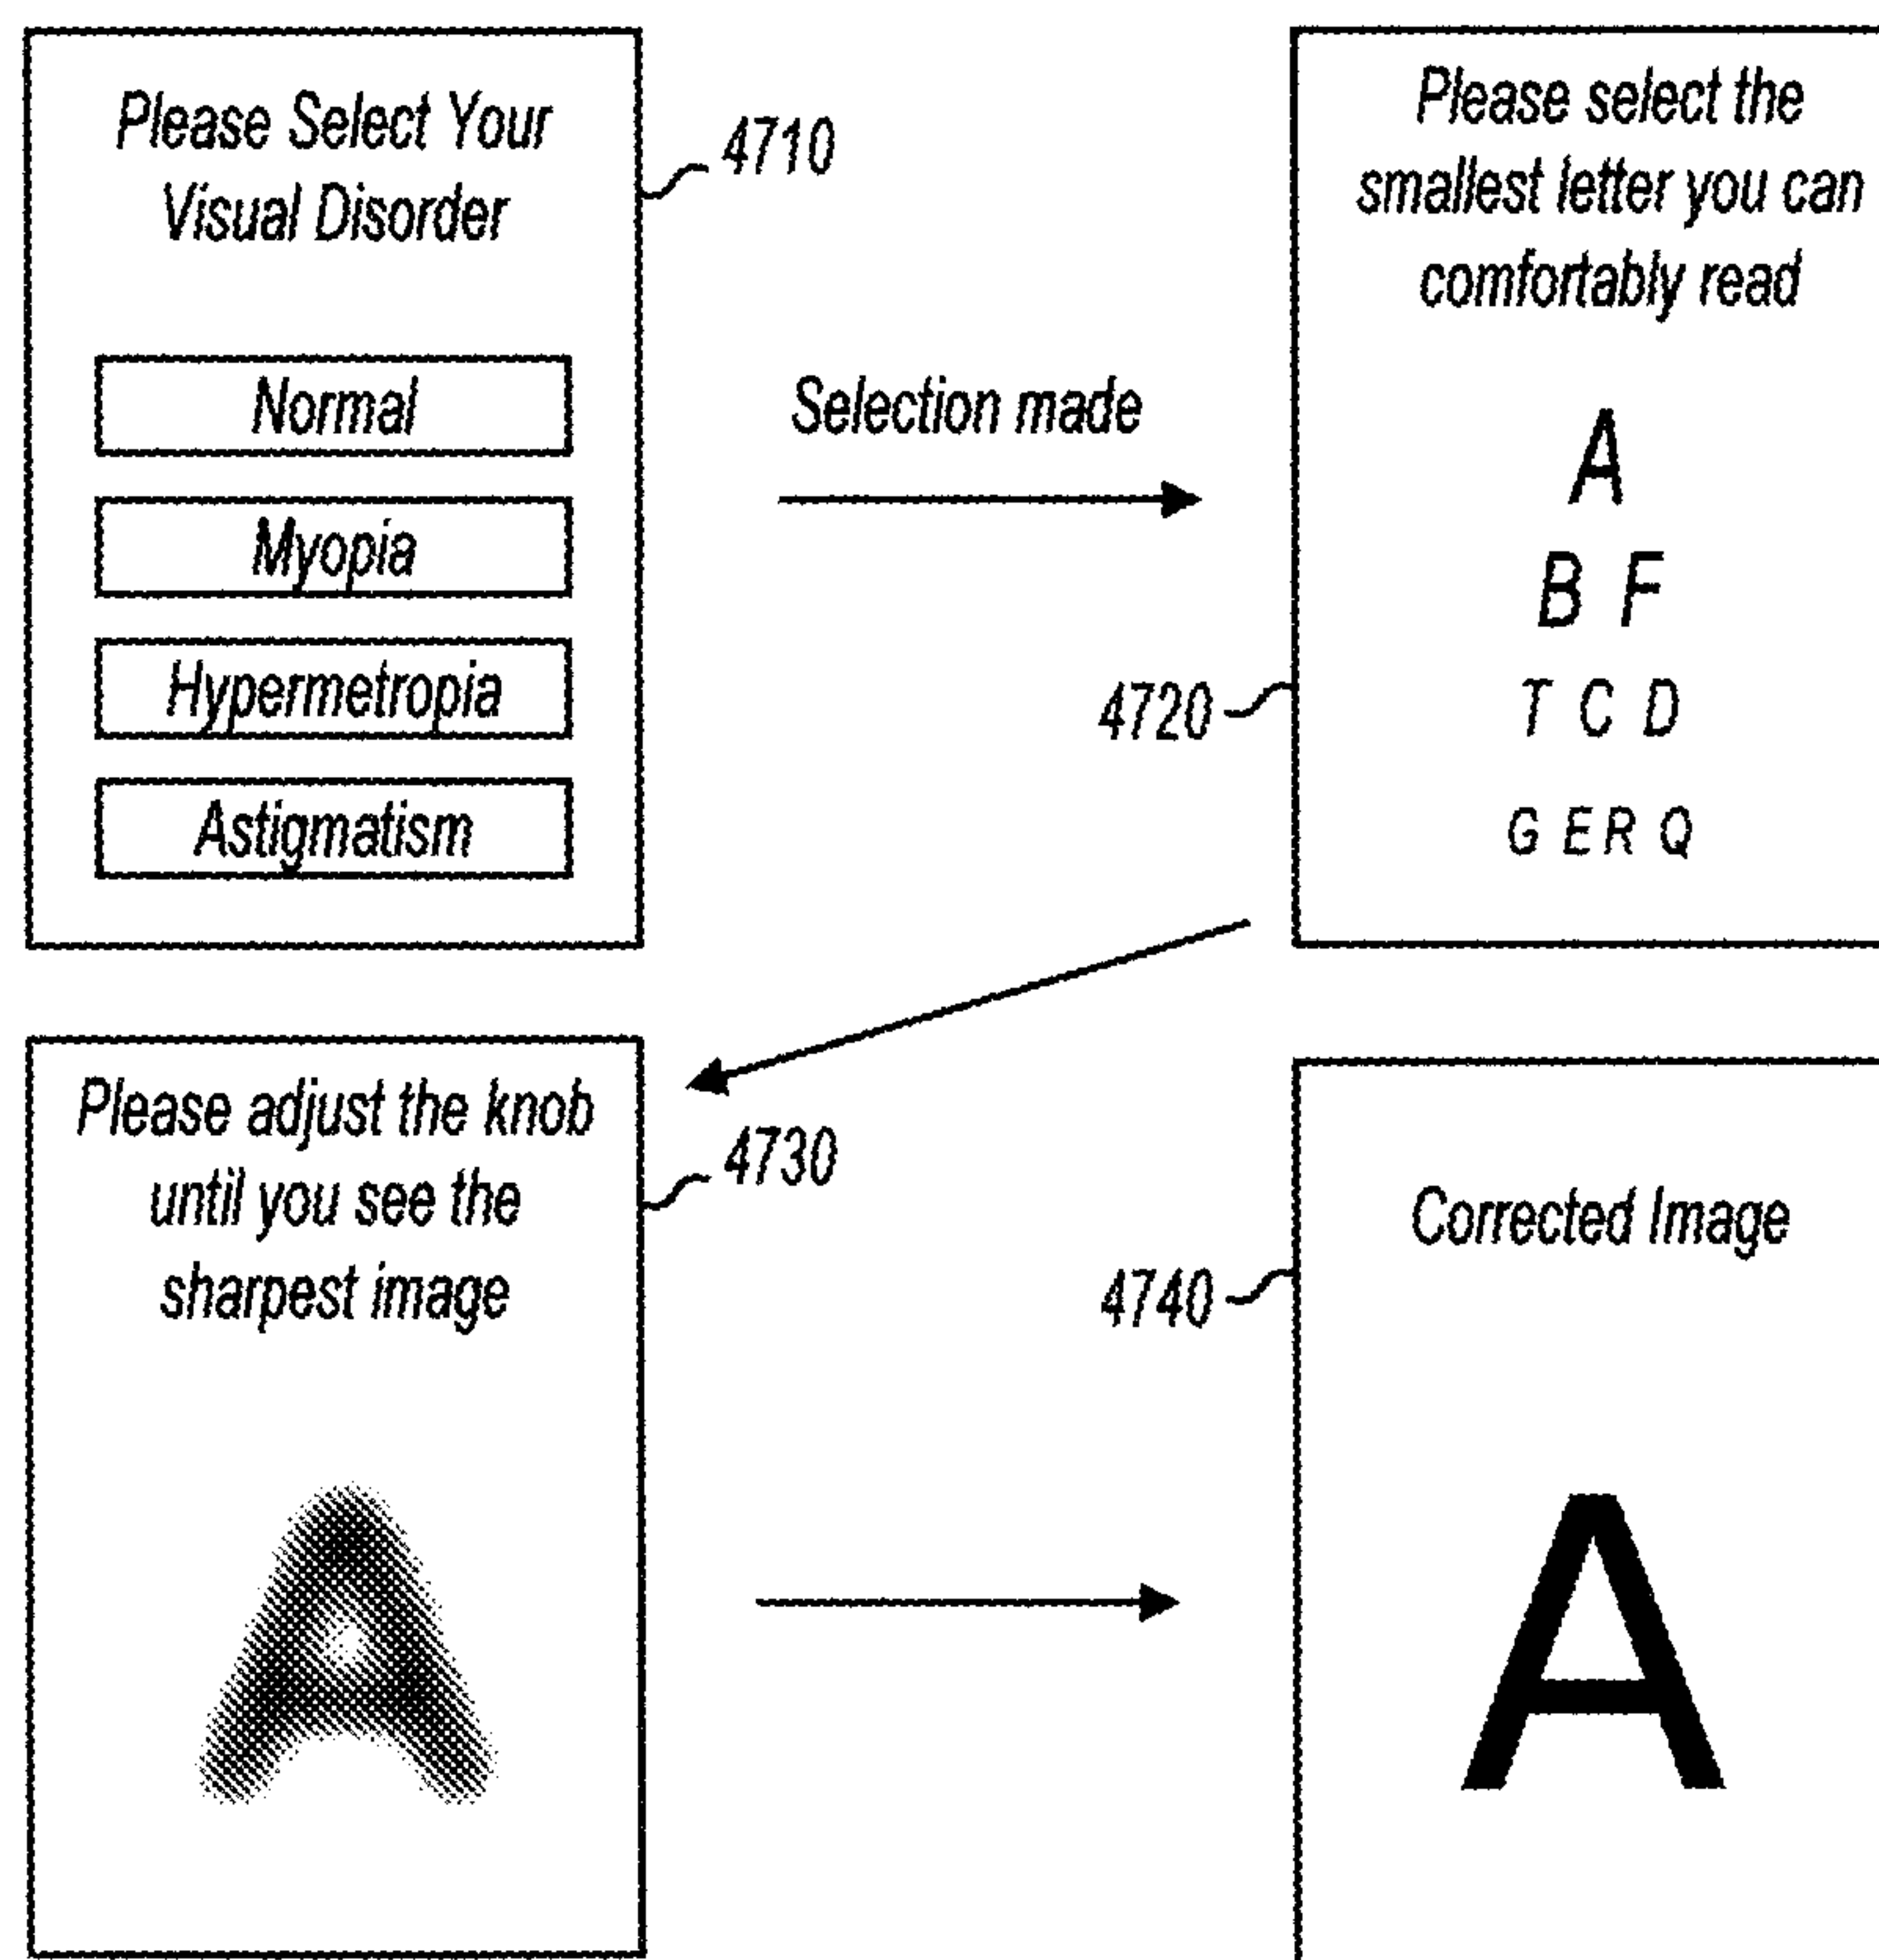 Please Select Your
Visual Disorder
4710
Normal
Myopia
Hypermetropia
Astigmatism
Selection made
Please select the
smallest letter you can
comfortably read
A
B F
T C D
G E R Q
4720
Please adjust the knob
until you see the
sharpest image
4730
A
Corrected Image
4740
A